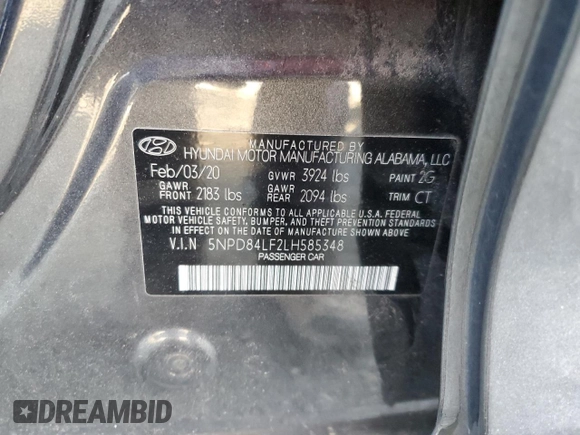 MANUFACTURED BY
HYUNDAI MOTOR MANUFACTURING ALABAMA, LLC
Feb/03/20 GVWR 3924 lbs PAINT 2G
GAWR FRONT 2183 lbs GAWR REAR 2094 lbs TRIM CT
THIS VEHICLE CONFORMS TO ALL APPLICABLE U.S.A. FEDERAL
MOTOR VEHICLE SAFETY, BUMPER, AND THEFT PREVENTION STANDARDS
IN EFFECT ON THE DATE OF MANUFACTURE SHOWN ABOVE.
V.I.N 5NPD84LF2LH585348
PASSENGER CAR
DREAMBID